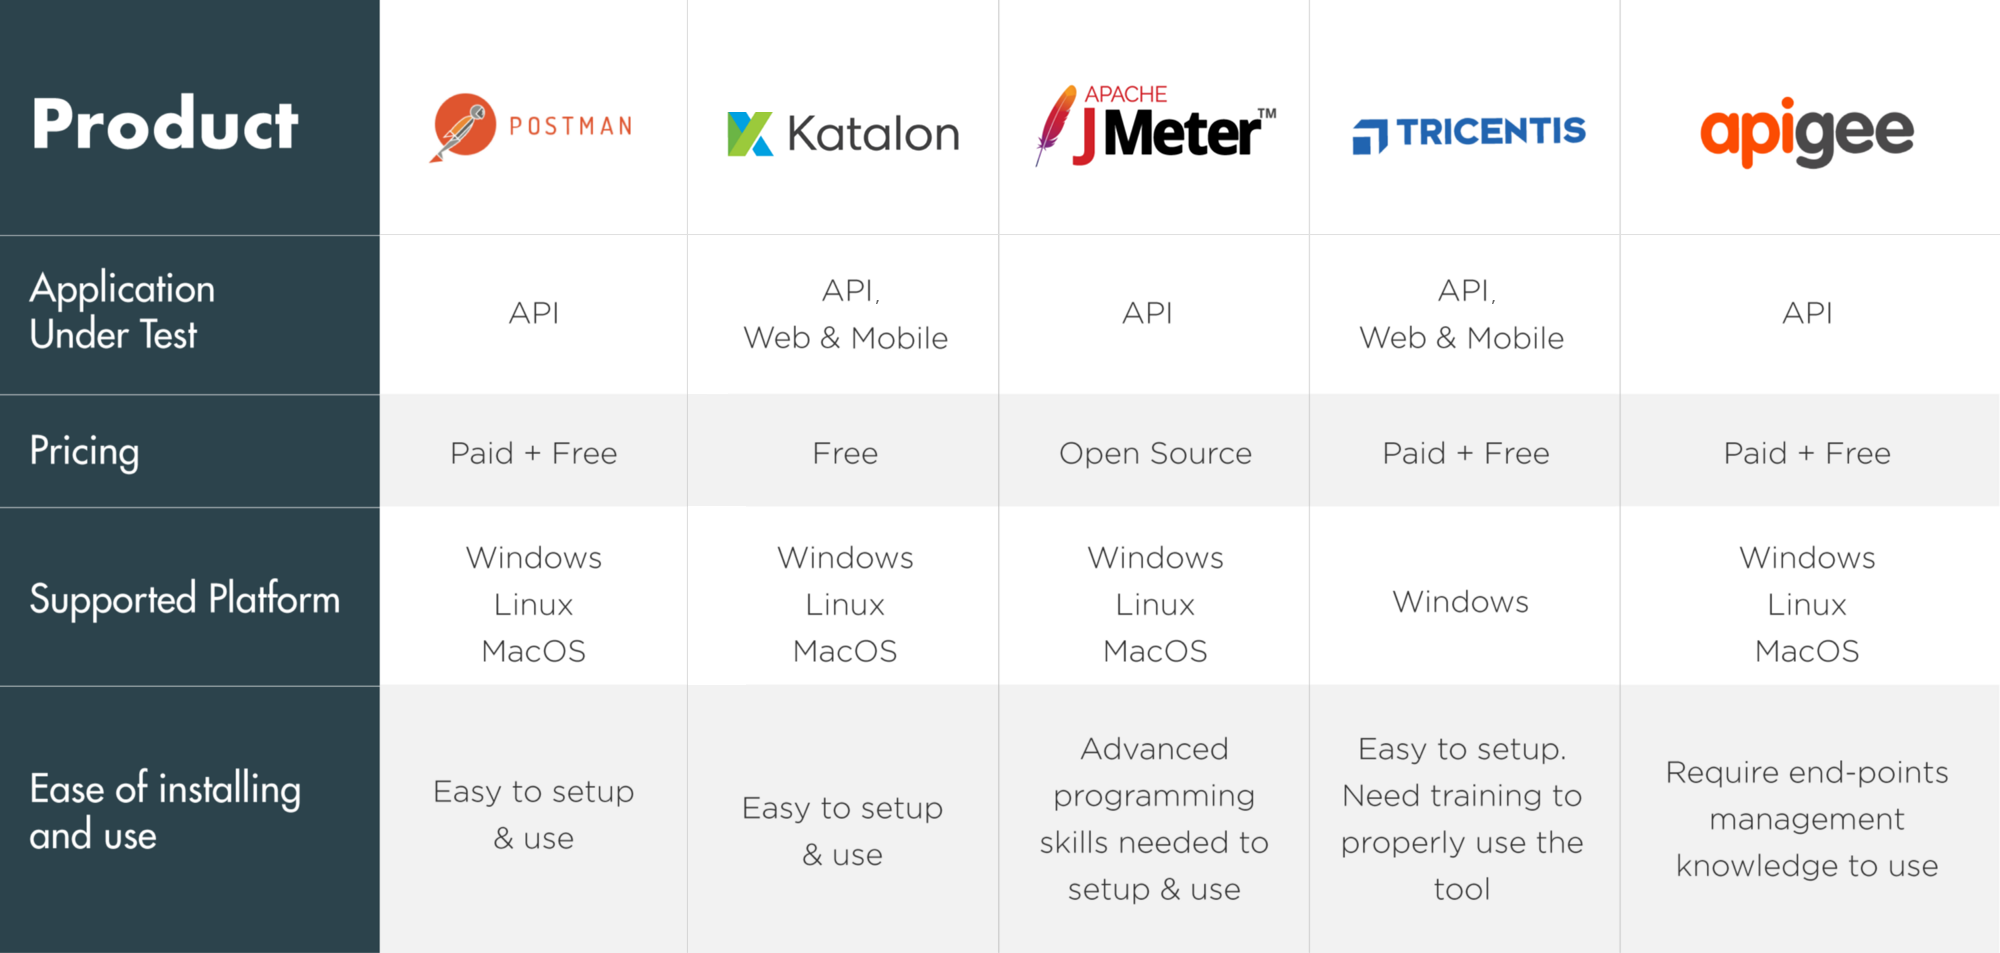 Product
POSTMAN
Katalon
APACHE
JMeter™
TRICENTIS
apigee
Application
Under Test
API
API,
Web & Mobile
API
API,
Web & Mobile
API
Pricing
Paid + Free
Free
Open Source
Paid + Free
Paid + Free
Supported Platform
Windows
Linux
MacOS
Windows
Linux
MacOS
Windows
Linux
MacOS
Windows
Windows
Linux
MacOS
Ease of installing
and use
Easy to setup
& use
Easy to setup
& use
Advanced
programming
skills needed to
setup & use
Easy to setup.
Need training to
properly use the
tool
Require end-points
management
knowledge to use